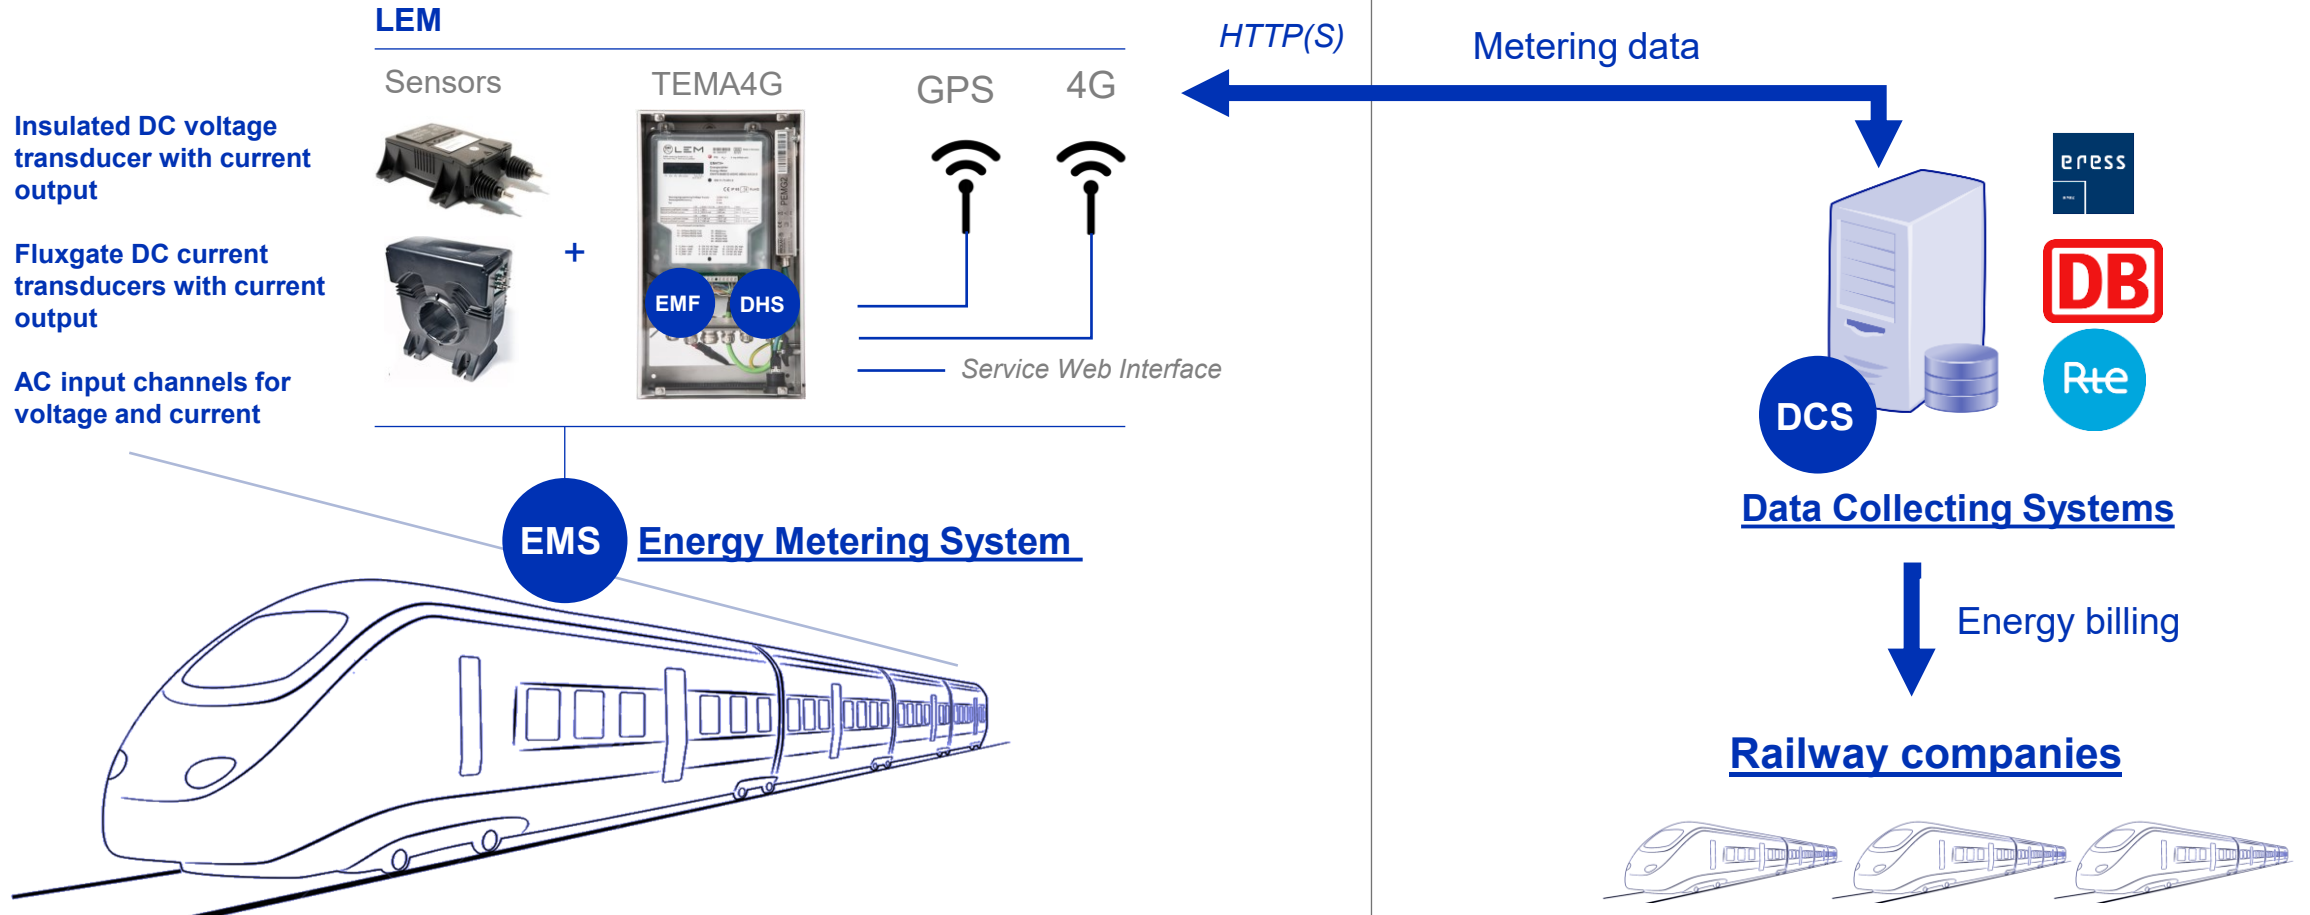 LEM
Sensors
TEMA4G
GPS
4G
HTTP(S)
Metering data
Insulated DC voltage
transducer with current
output
Fluxgate DC current
transducers with current
output
AC input channels for
voltage and current
+
LEM
PEMG2
EMF
DHS
Service Web Interface
EMS
Energy Metering System
eress
DB
Rte
DCS
Data Collecting Systems
Energy billing
Railway companies